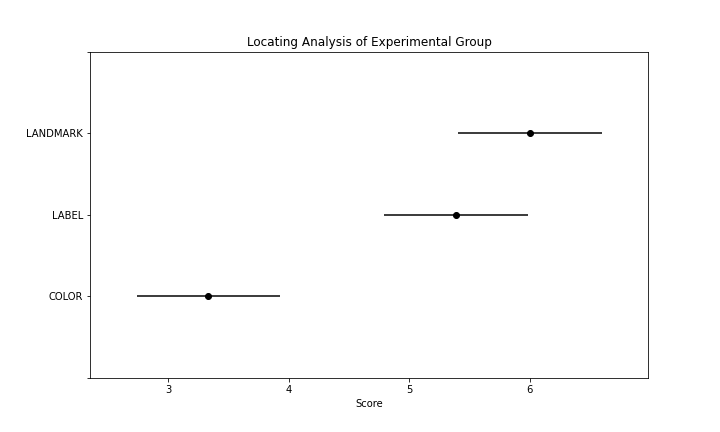 Locating Analysis of Experimental Group
LANDMARK
LABEL
COLOR
3 4 5 6
Score